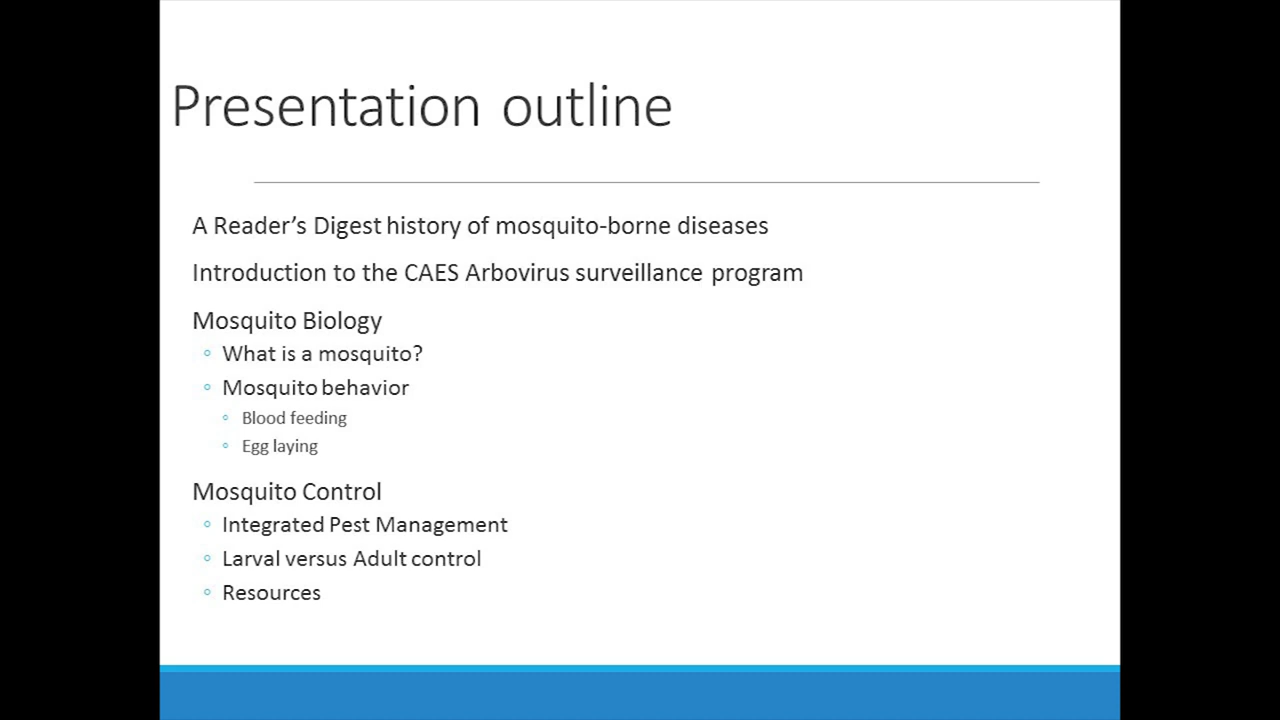 Presentation outline
A Reader’s Digest history of mosquito-borne diseases
Introduction to the CAES Arbovirus surveillance program
Mosquito Biology
What is a mosquito?
Mosquito behavior
Blood feeding
Egg laying
Mosquito Control
Integrated Pest Management
Larval versus Adult control
Resources